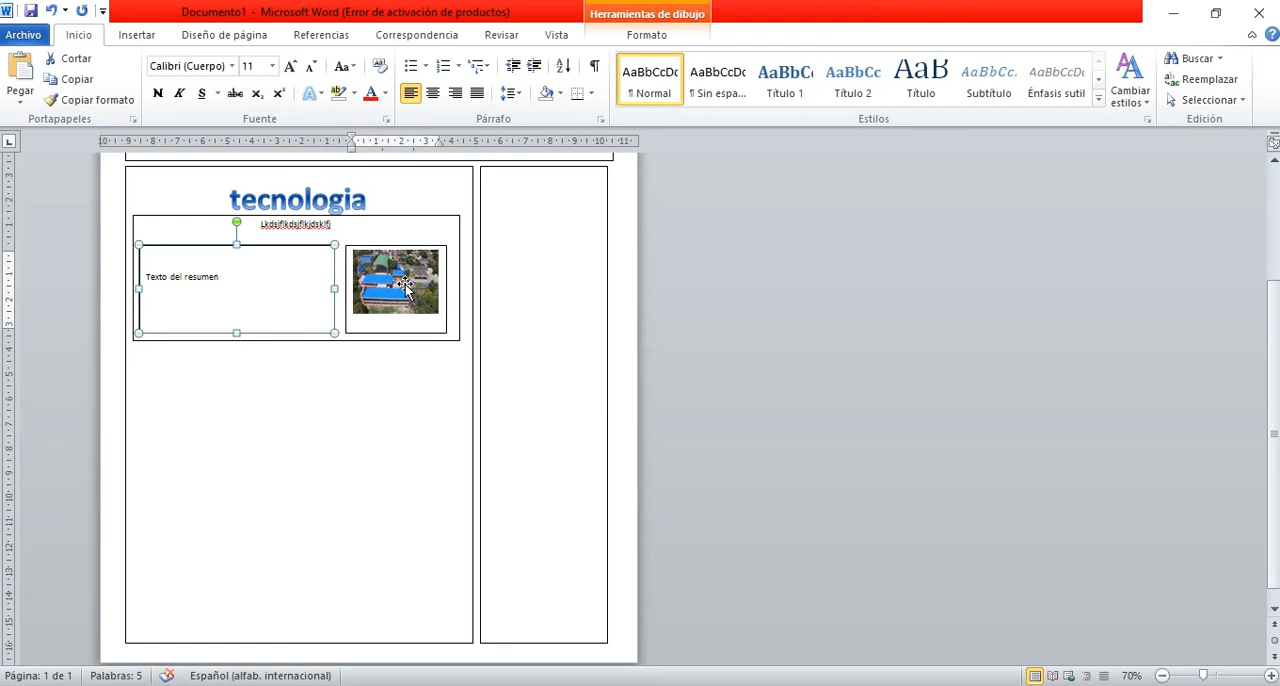 Documento1 - Microsoft Word (Error de activación de productos)
Herramientas de dibujo
Archivo
Inicio
Insertar
Diseño de página
Referencias
Correspondencia
Revisar
Vista
Formato
Pegar
Cortar
Copiar
Copiar formato
Portapapeles
Calibri (Cuerpo)
11
Fuente
Párrafo
AaBbCcDc
¶ Normal
AaBbCcDc
¶ Sin espa...
AaBbC(
Título 1
AaBbCc
Título 2
AaB
Título
AaBbCc.
Subtítulo
AaBbCcDc
Énfasis sutil
Cambiar estilos
Estilos
Buscar
Reemplazar
Seleccionar
Edición
tecnologia
Texto del resumen
Página: 1 de 1
Palabras: 5
Español (alfab. internacional)
70%